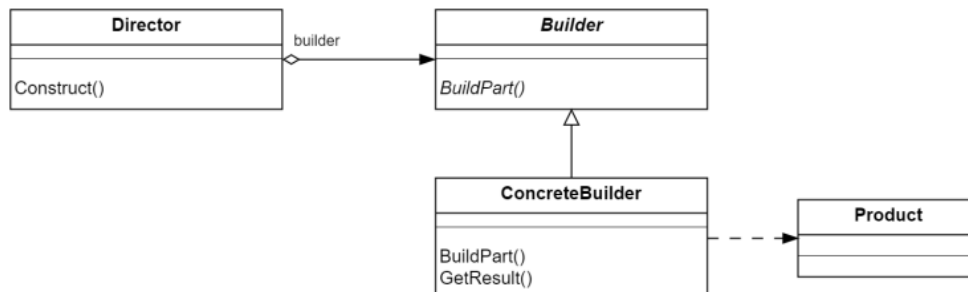 Director
Construct()
builder
Builder
BuildPart()
ConcreteBuilder
BuildPart()
GetResult()
Product